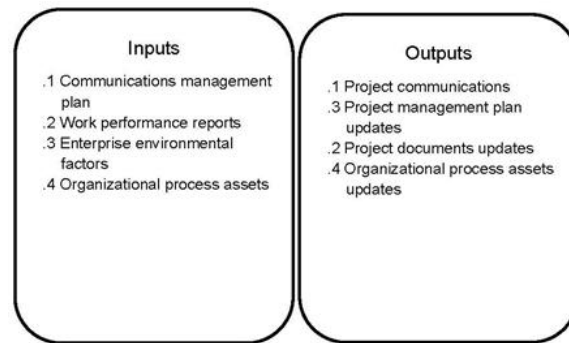 Inputs
.1 Communications management
plan
.2 Work performance reports
.3 Enterprise environmental
factors
.4 Organizational process assets
Outputs
.1 Project communications
.3 Project management plan
updates
.2 Project documents updates
.4 Organizational process assets
updates